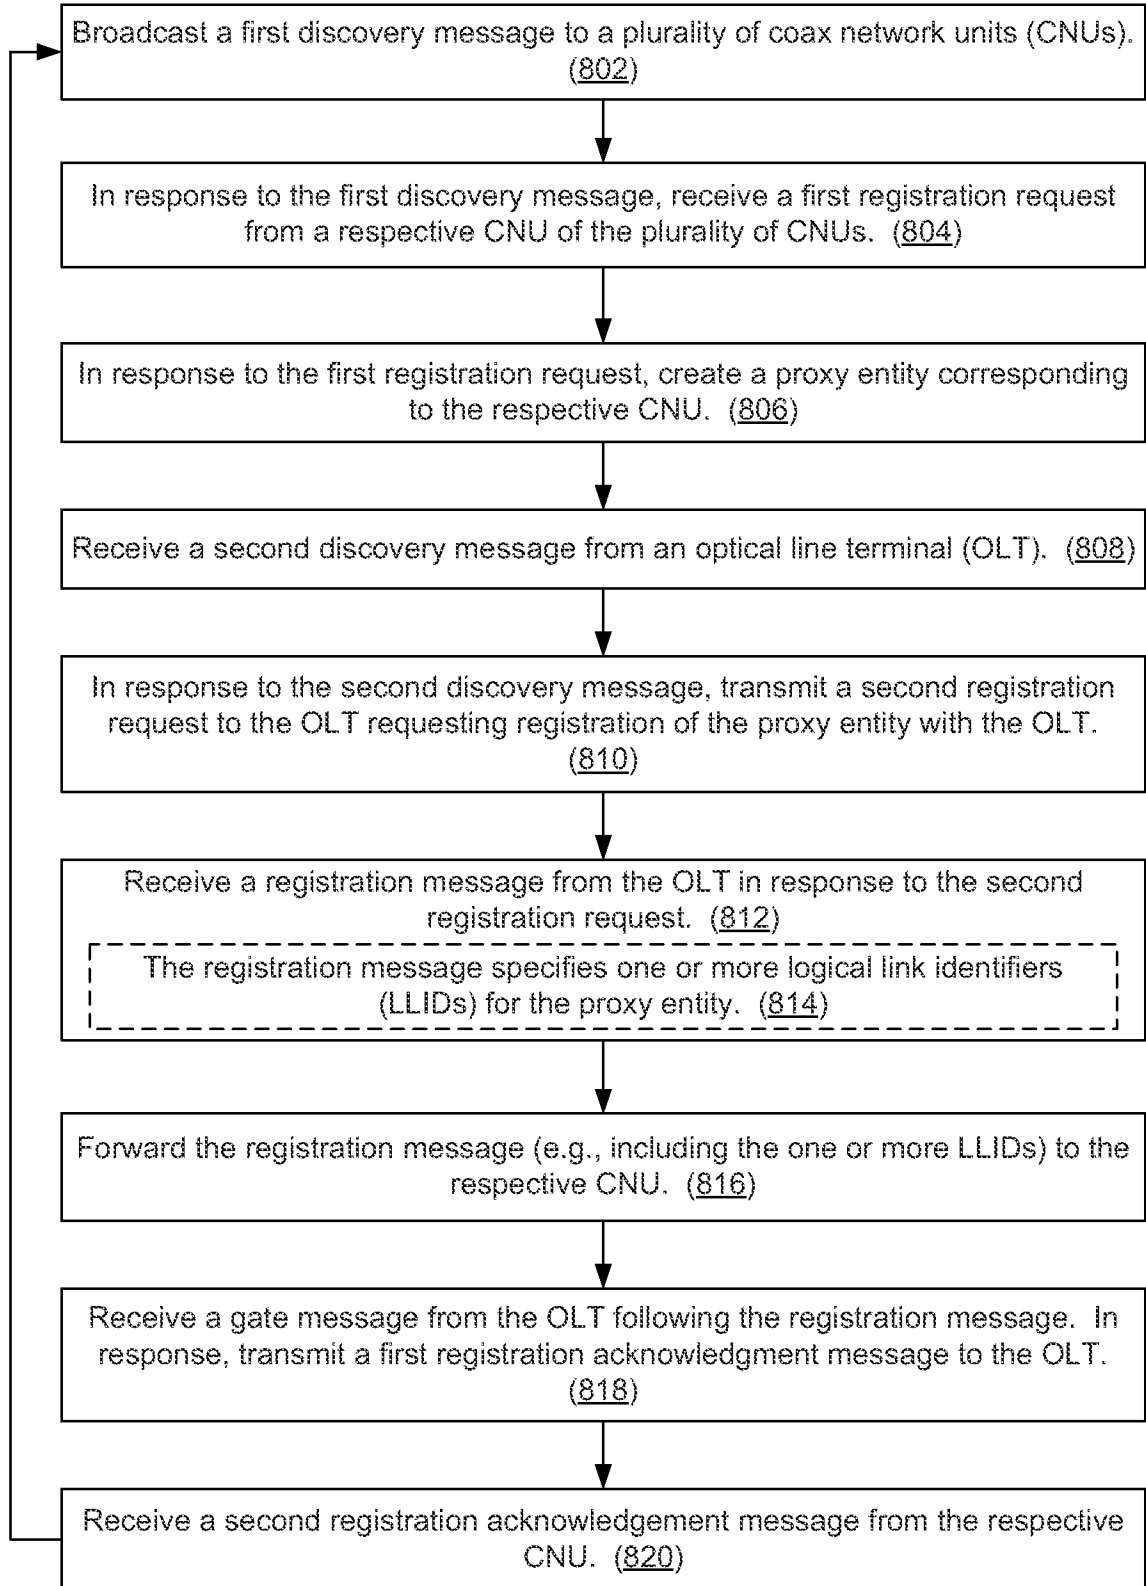 Broadcast a first discovery message to a plurality of coax network units (CNUs).
(802)
In response to the first discovery message, receive a first registration request
from a respective CNU of the plurality of CNUs. (804)
In response to the first registration request, create a proxy entity corresponding
to the respective CNU. (806)
Receive a second discovery message from an optical line terminal (OLT). (808)
In response to the second discovery message, transmit a second registration
request to the OLT requesting registration of the proxy entity with the OLT.
(810)
Receive a registration message from the OLT in response to the second
registration request. (812)
The registration message specifies one or more logical link identifiers
(LLIDs) for the proxy entity. (814)
Forward the registration message (e.g., including the one or more LLIDs) to the
respective CNU. (816)
Receive a gate message from the OLT following the registration message. In
response, transmit a first registration acknowledgment message to the OLT.
(818)
Receive a second registration acknowledgement message from the respective
CNU. (820)